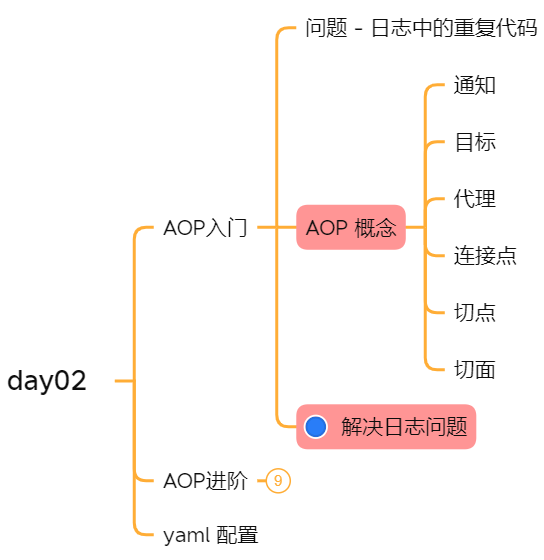 day02
AOP入门
问题 - 日志中的重复代码
AOP 概念
通知
目标
代理
连接点
切点
切面
解决日志问题
AOP进阶
9
yaml 配置